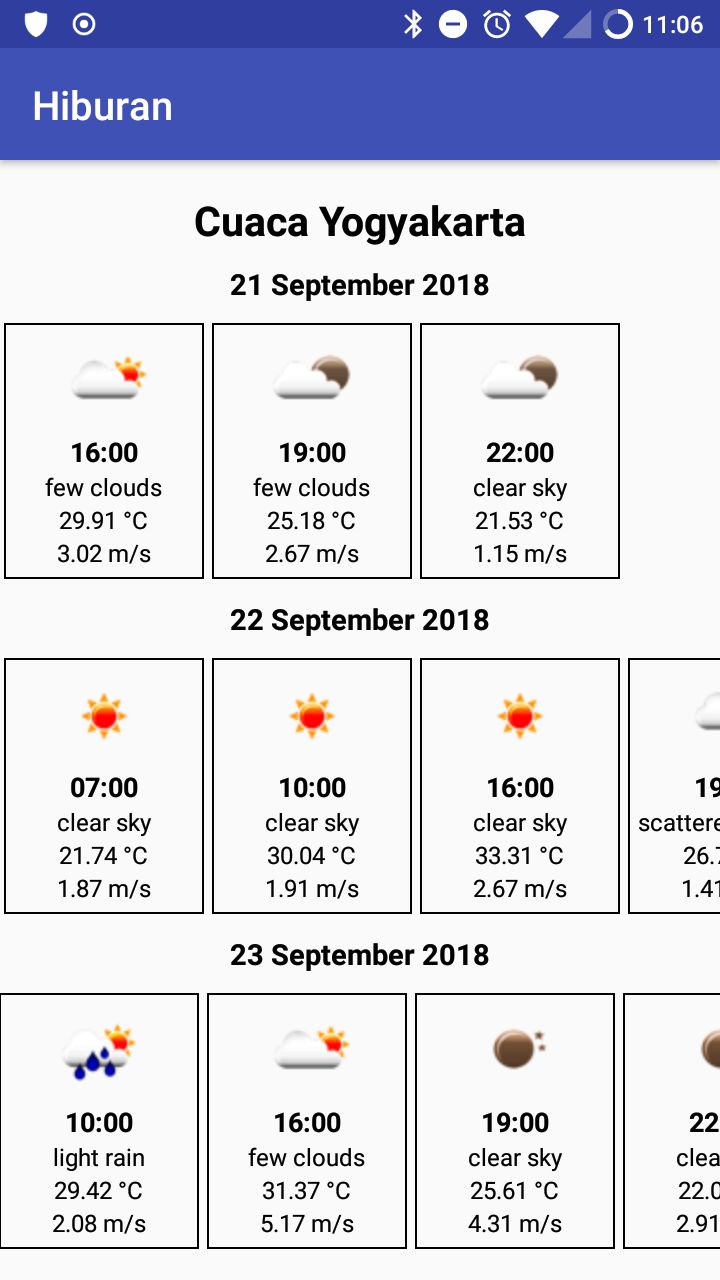 11:06
Hiburan
Cuaca Yogyakarta
21 September 2018
16:00 19:00 22:00
few clouds few clouds clear sky
29.91 °C 25.18 °C 21.53 °C
3.02 m/s 2.67 m/s 1.15 m/s
22 September 2018
07:00 10:00 16:00
clear sky clear sky clear sky
21.74 °C 30.04 °C 33.31 °C
1.87 m/s 1.91 m/s 2.67 m/s
23 September 2018
10:00 16:00 19:00
light rain few clouds clear sky
29.42 °C 31.37 °C 25.61 °C
2.08 m/s 5.17 m/s 4.31 m/s